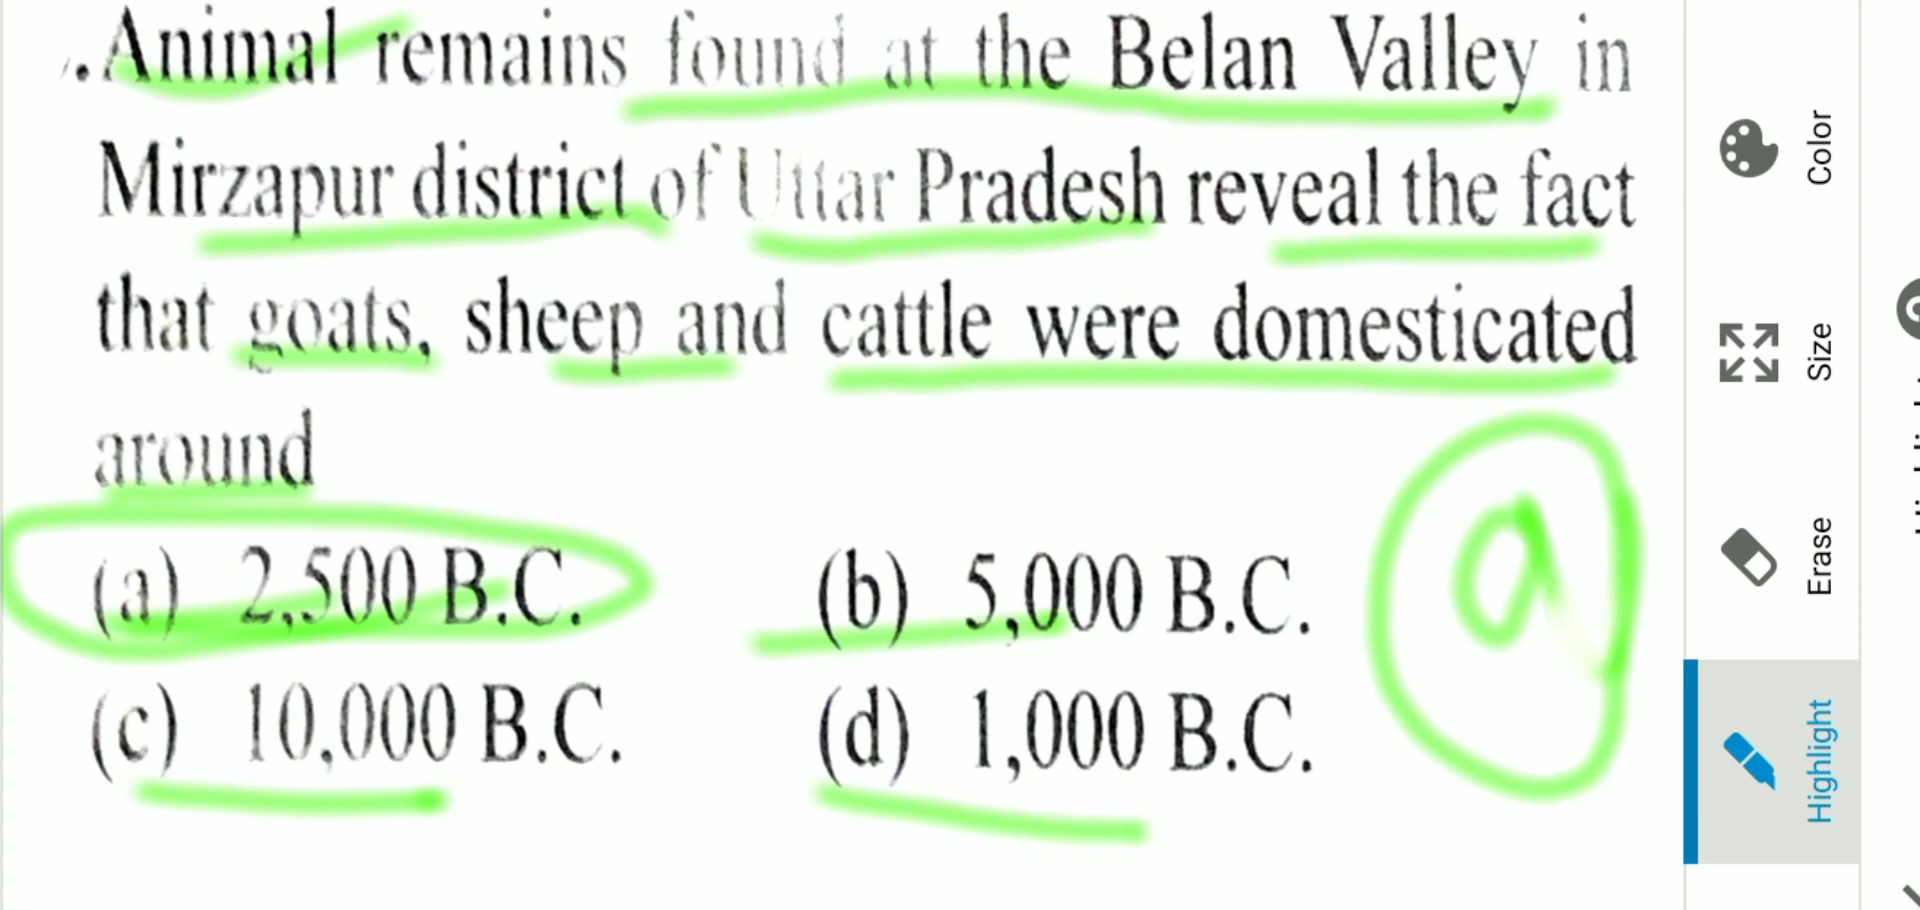 .Animal remains found at the Belan Valley in
Mirzapur district of Uttar Pradesh reveal the fact
that goats, sheep and cattle were domesticated
around
(a) 2,500 B.C. (b) 5,000 B.C.
(c) 10,000 B.C. (d) 1,000 B.C.
a
Color
Size
Erase
Highlight